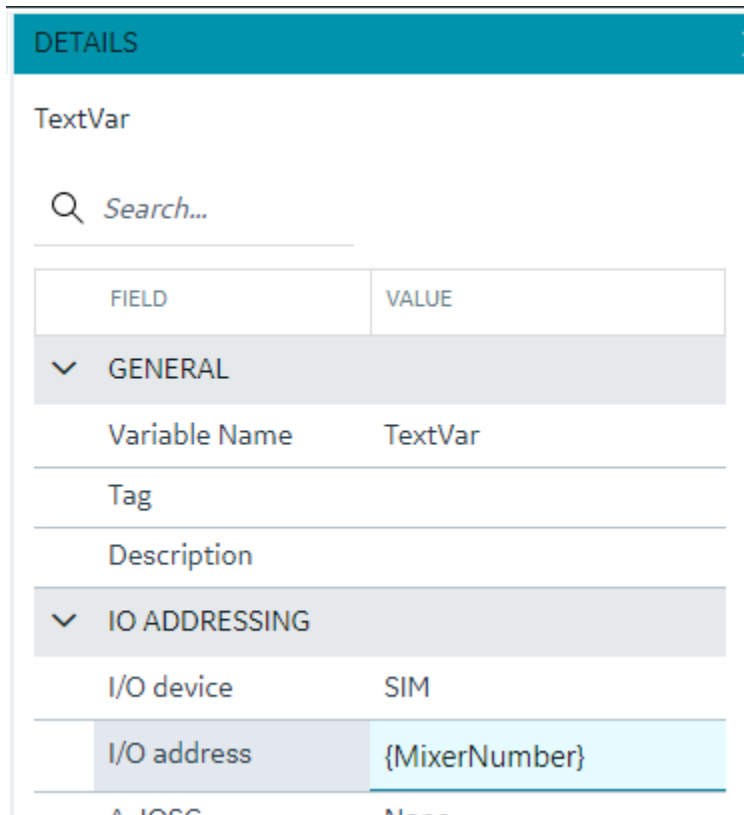 DETAILS
TextVar
Search...
FIELD VALUE
GENERAL
Variable Name TextVar
Tag
Description
IO ADDRESSING
I/O device SIM
I/O address {MixerNumber}